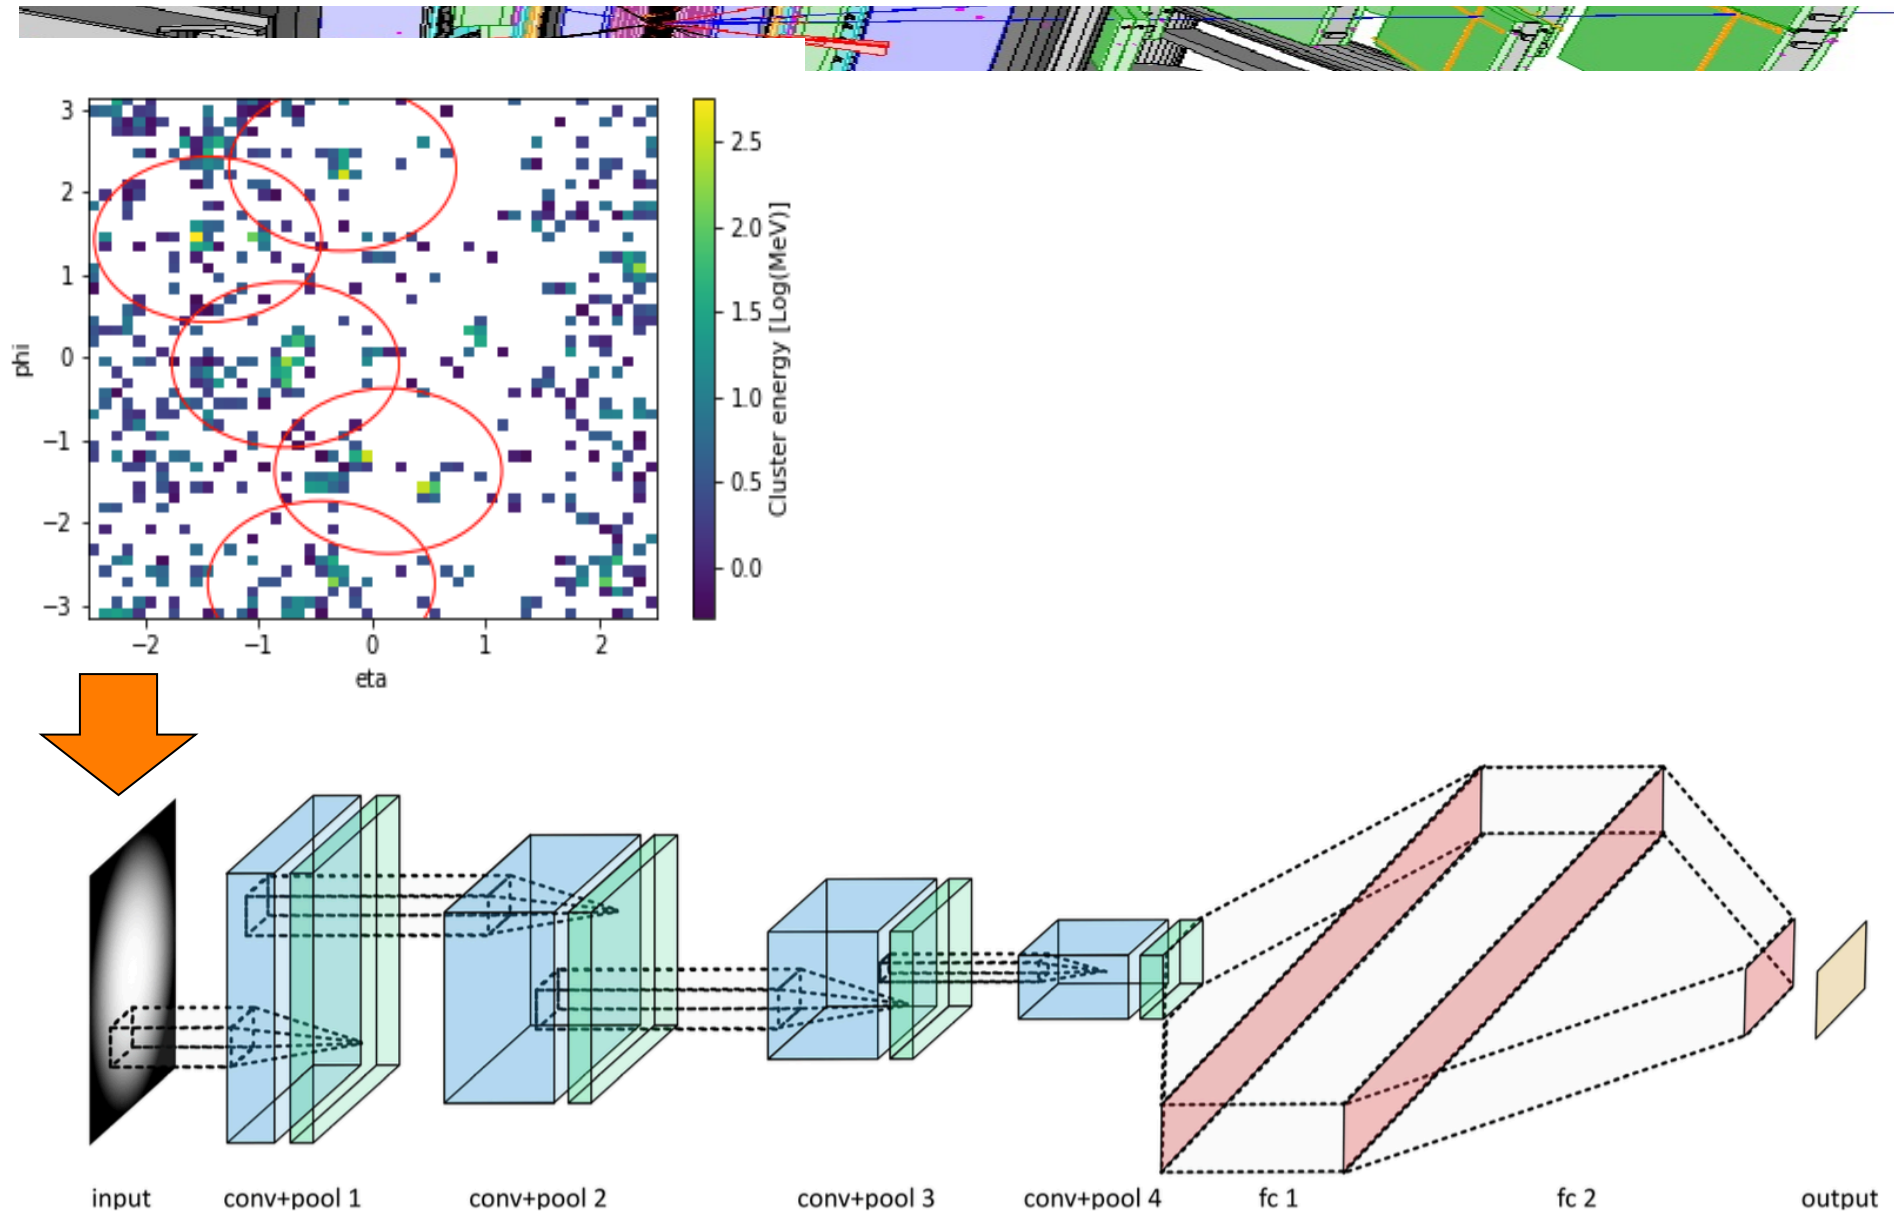 3
2
1
0
−1
−2
−3
phi
−2 −1 0 1 2
eta
2.5
2.0
1.5
1.0
0.5
0.0
Cluster energy [Log(MeV)]
input conv+pool 1 conv+pool 2 conv+pool 3 conv+pool 4 fc 1 fc 2 output